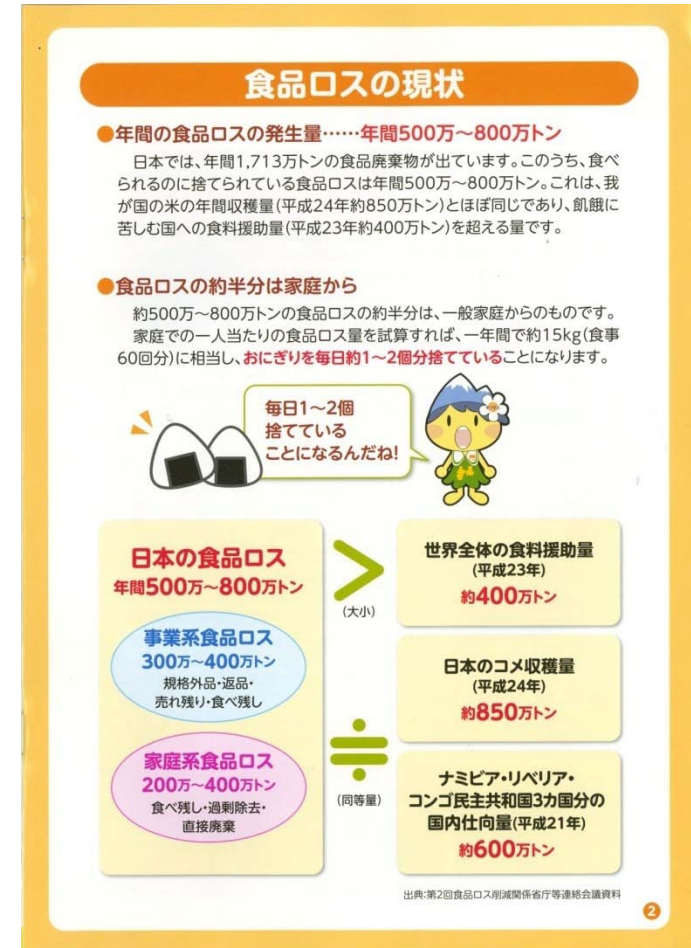 食品ロスの現状
●年間の食品ロスの発生量……年間500万～800万トン
日本では、年間1,713万トンの食品廃棄物が出ています。このうち、食べ
られるのに捨てられている食品ロスは年間500万～800万トン。これは、我
が国の米の年間収穫量(平成24年約850万トン)とほぼ同じであり、飢餓に
苦しむ国への食料援助量(平成23年約400万トン)を超える量です。
●食品ロスの約半分は家庭から
約500万～800万トンの食品ロスの約半分は、一般家庭からのものです。
家庭での一人当たりの食品ロス量を試算すれば、一年間で約15kg(食事
60回分)に相当し、おにぎりを毎日約1～2個分捨てていることになります。
毎日1～2個
捨てている
ことになるんだね!
日本の食品ロス
年間500万～800万トン
事業系食品ロス
300万～400万トン
規格外品・返品・
売れ残り・食べ残し
家庭系食品ロス
200万～400万トン
食べ残し・過剰除去・
直接廃棄
>
(大小)
≑
(同等量)
世界全体の食料援助量
(平成23年)
約400万トン
日本のコメ収穫量
(平成24年)
約850万トン
ナミビア・リベリア・
コンゴ民主共和国3カ国分の
国内仕向量(平成21年)
約600万トン
出典:第2回食品ロス削減関係省庁等連絡会議資料
2